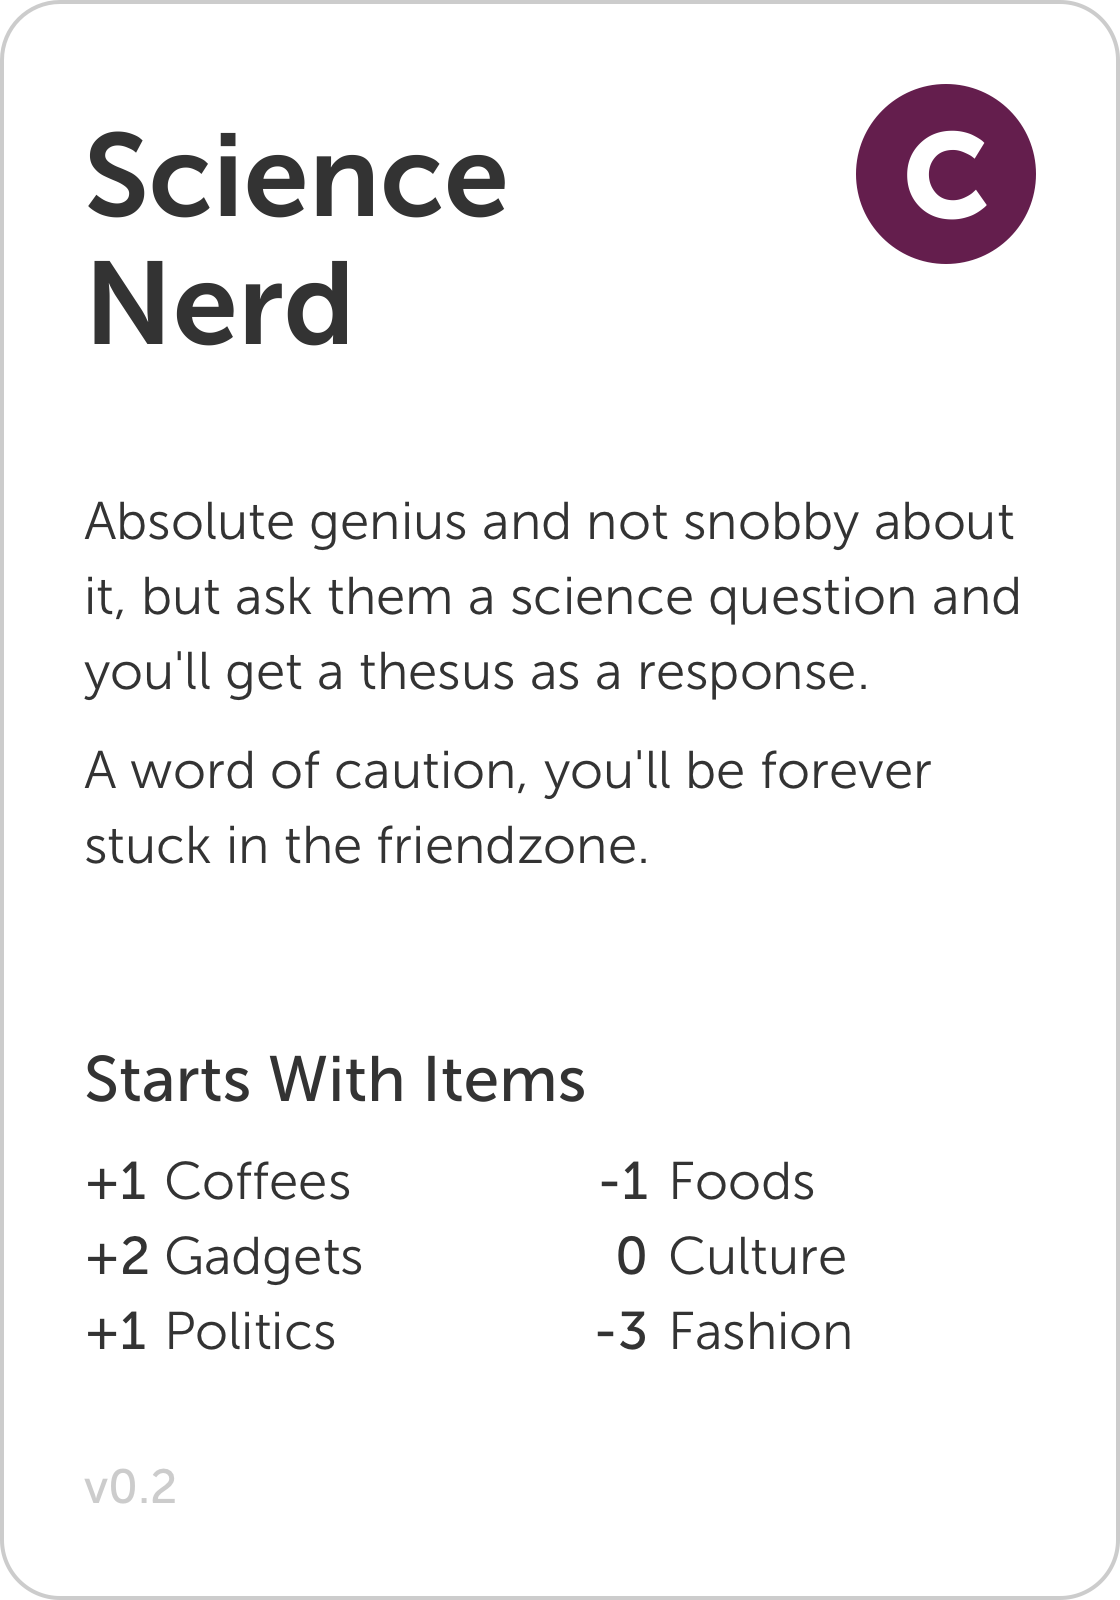 Science
Nerd
C
Absolute genius and not snobby about
it, but ask them a science question and
you'll get a thesus as a response.
A word of caution, you'll be forever
stuck in the friendzone.
Starts With Items
+1 Coffees
+2 Gadgets
+1 Politics
-1 Foods
0 Culture
-3 Fashion
v0.2